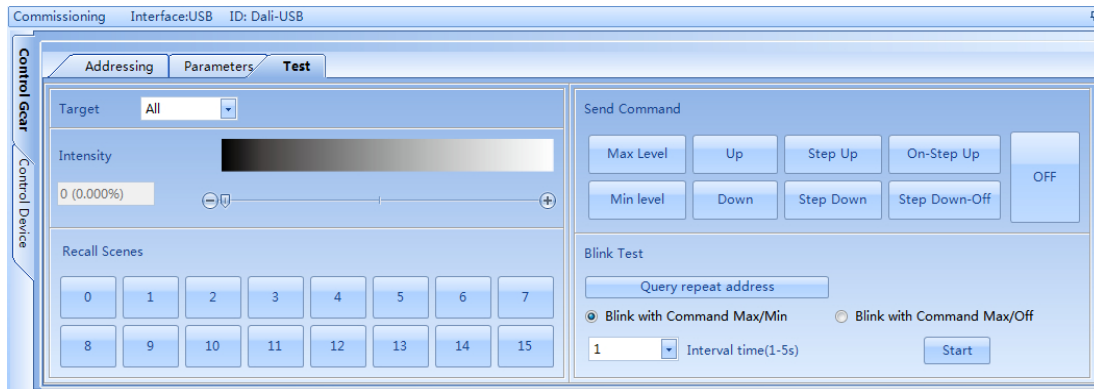 Commissioning Interface:USB ID: Dali-USB
Control Gear
Control Device
Addressing Parameters Test
Target All
Intensity
0 (0.000%)
Recall Scenes
0 1 2 3 4 5 6 7
8 9 10 11 12 13 14 15
Send Command
Max Level Up Step Up On-Step Up OFF
Min level Down Step Down Step Down-Off
Blink Test
Query repeat address
Blink with Command Max/Min Blink with Command Max/Off
1 Interval time(1-5s) Start